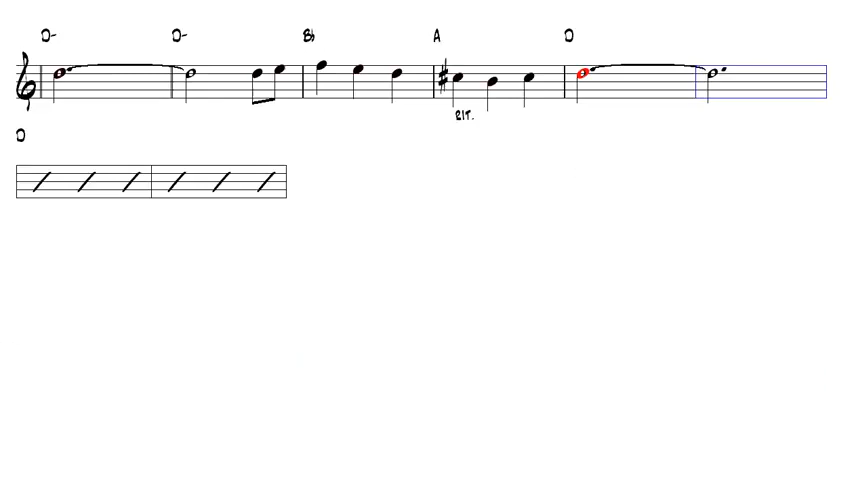 D- D- B♭ A D
RIT.
D